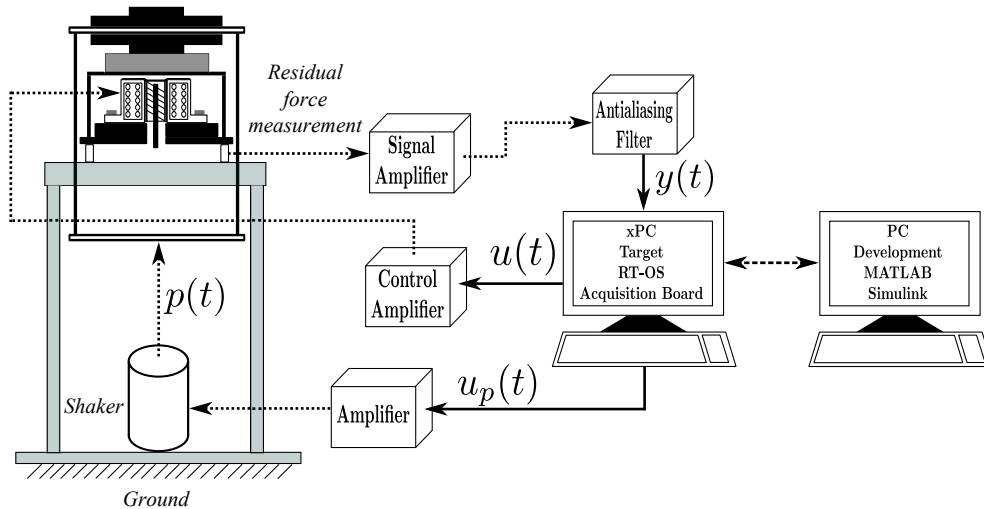 Residual
force
measurement
Signal
Amplifier
Antialiasing
Filter
y(t)
xPC
Target
RT-OS
Acquisition Board
PC
Development
MATLAB
Simulink
u(t)
Control
Amplifier
p(t)
u_p(t)
Amplifier
Shaker
Ground